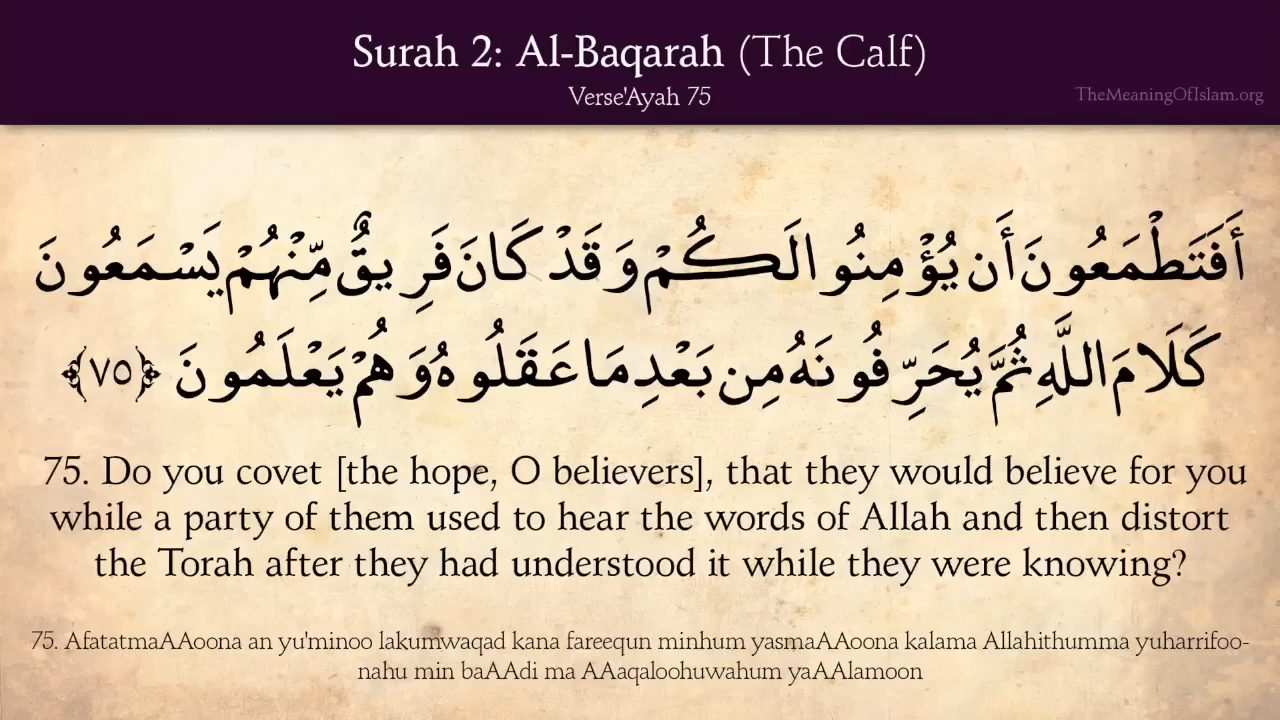 Surah 2: Al-Baqarah (The Calf)
Verse'Ayah 75
TheMeaningOfIslam.org
أَفَتَطْمَعُونَ أَن يُؤْمِنُوا لَكُمْ وَقَدْ كَانَ فَرِيقٌ مِّنْهُمْ يَسْمَعُونَ
كَلَامَ اللَّهِ ثُمَّ يُحَرِّفُونَهُ مِن بَعْدِ مَا عَقَلُوهُ وَهُمْ يَعْلَمُونَ ﴿٧٥﴾
75. Do you covet [the hope, O believers], that they would believe for you
while a party of them used to hear the words of Allah and then distort
the Torah after they had understood it while they were knowing?
75. AfatatmaAAoona an yu'minoo lakumwaqad kana fareequn minhum yasmaAAoona kalama Allahithumma yuharrifoo-
nahu min baAAdi ma AAaqaloohuwahum yaAAlamoon